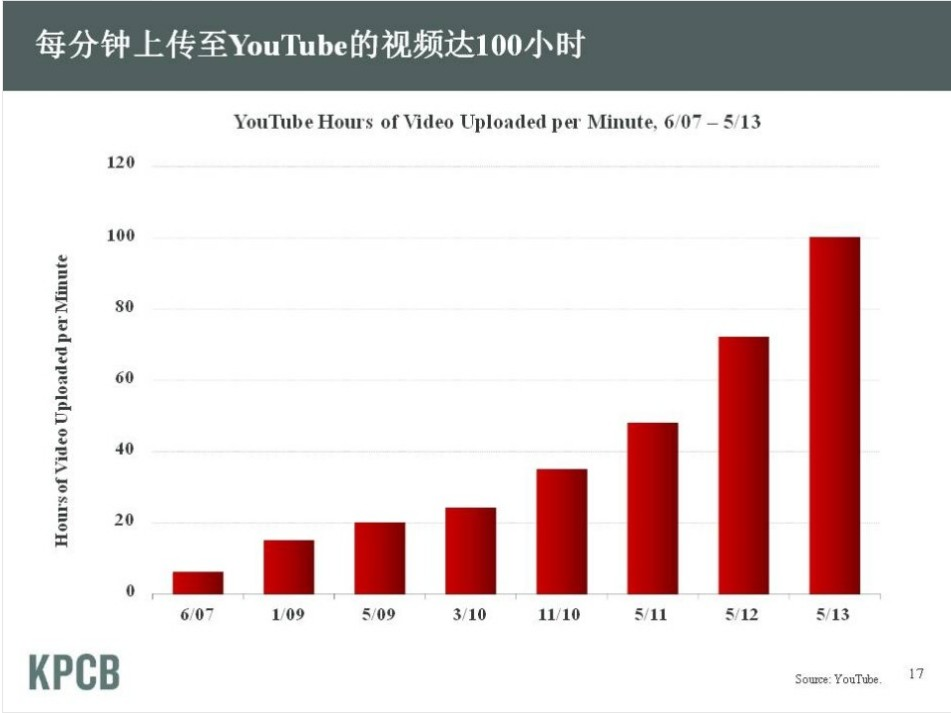 每分钟上传至YouTube的视频达100小时
YouTube Hours of Video Uploaded per Minute, 6/07 – 5/13
Hours of Video Uploaded per Minute
120
100
80
60
40
20
0
6/07 1/09 5/09 3/10 11/10 5/11 5/12 5/13
KPCB
Source: YouTube.
17